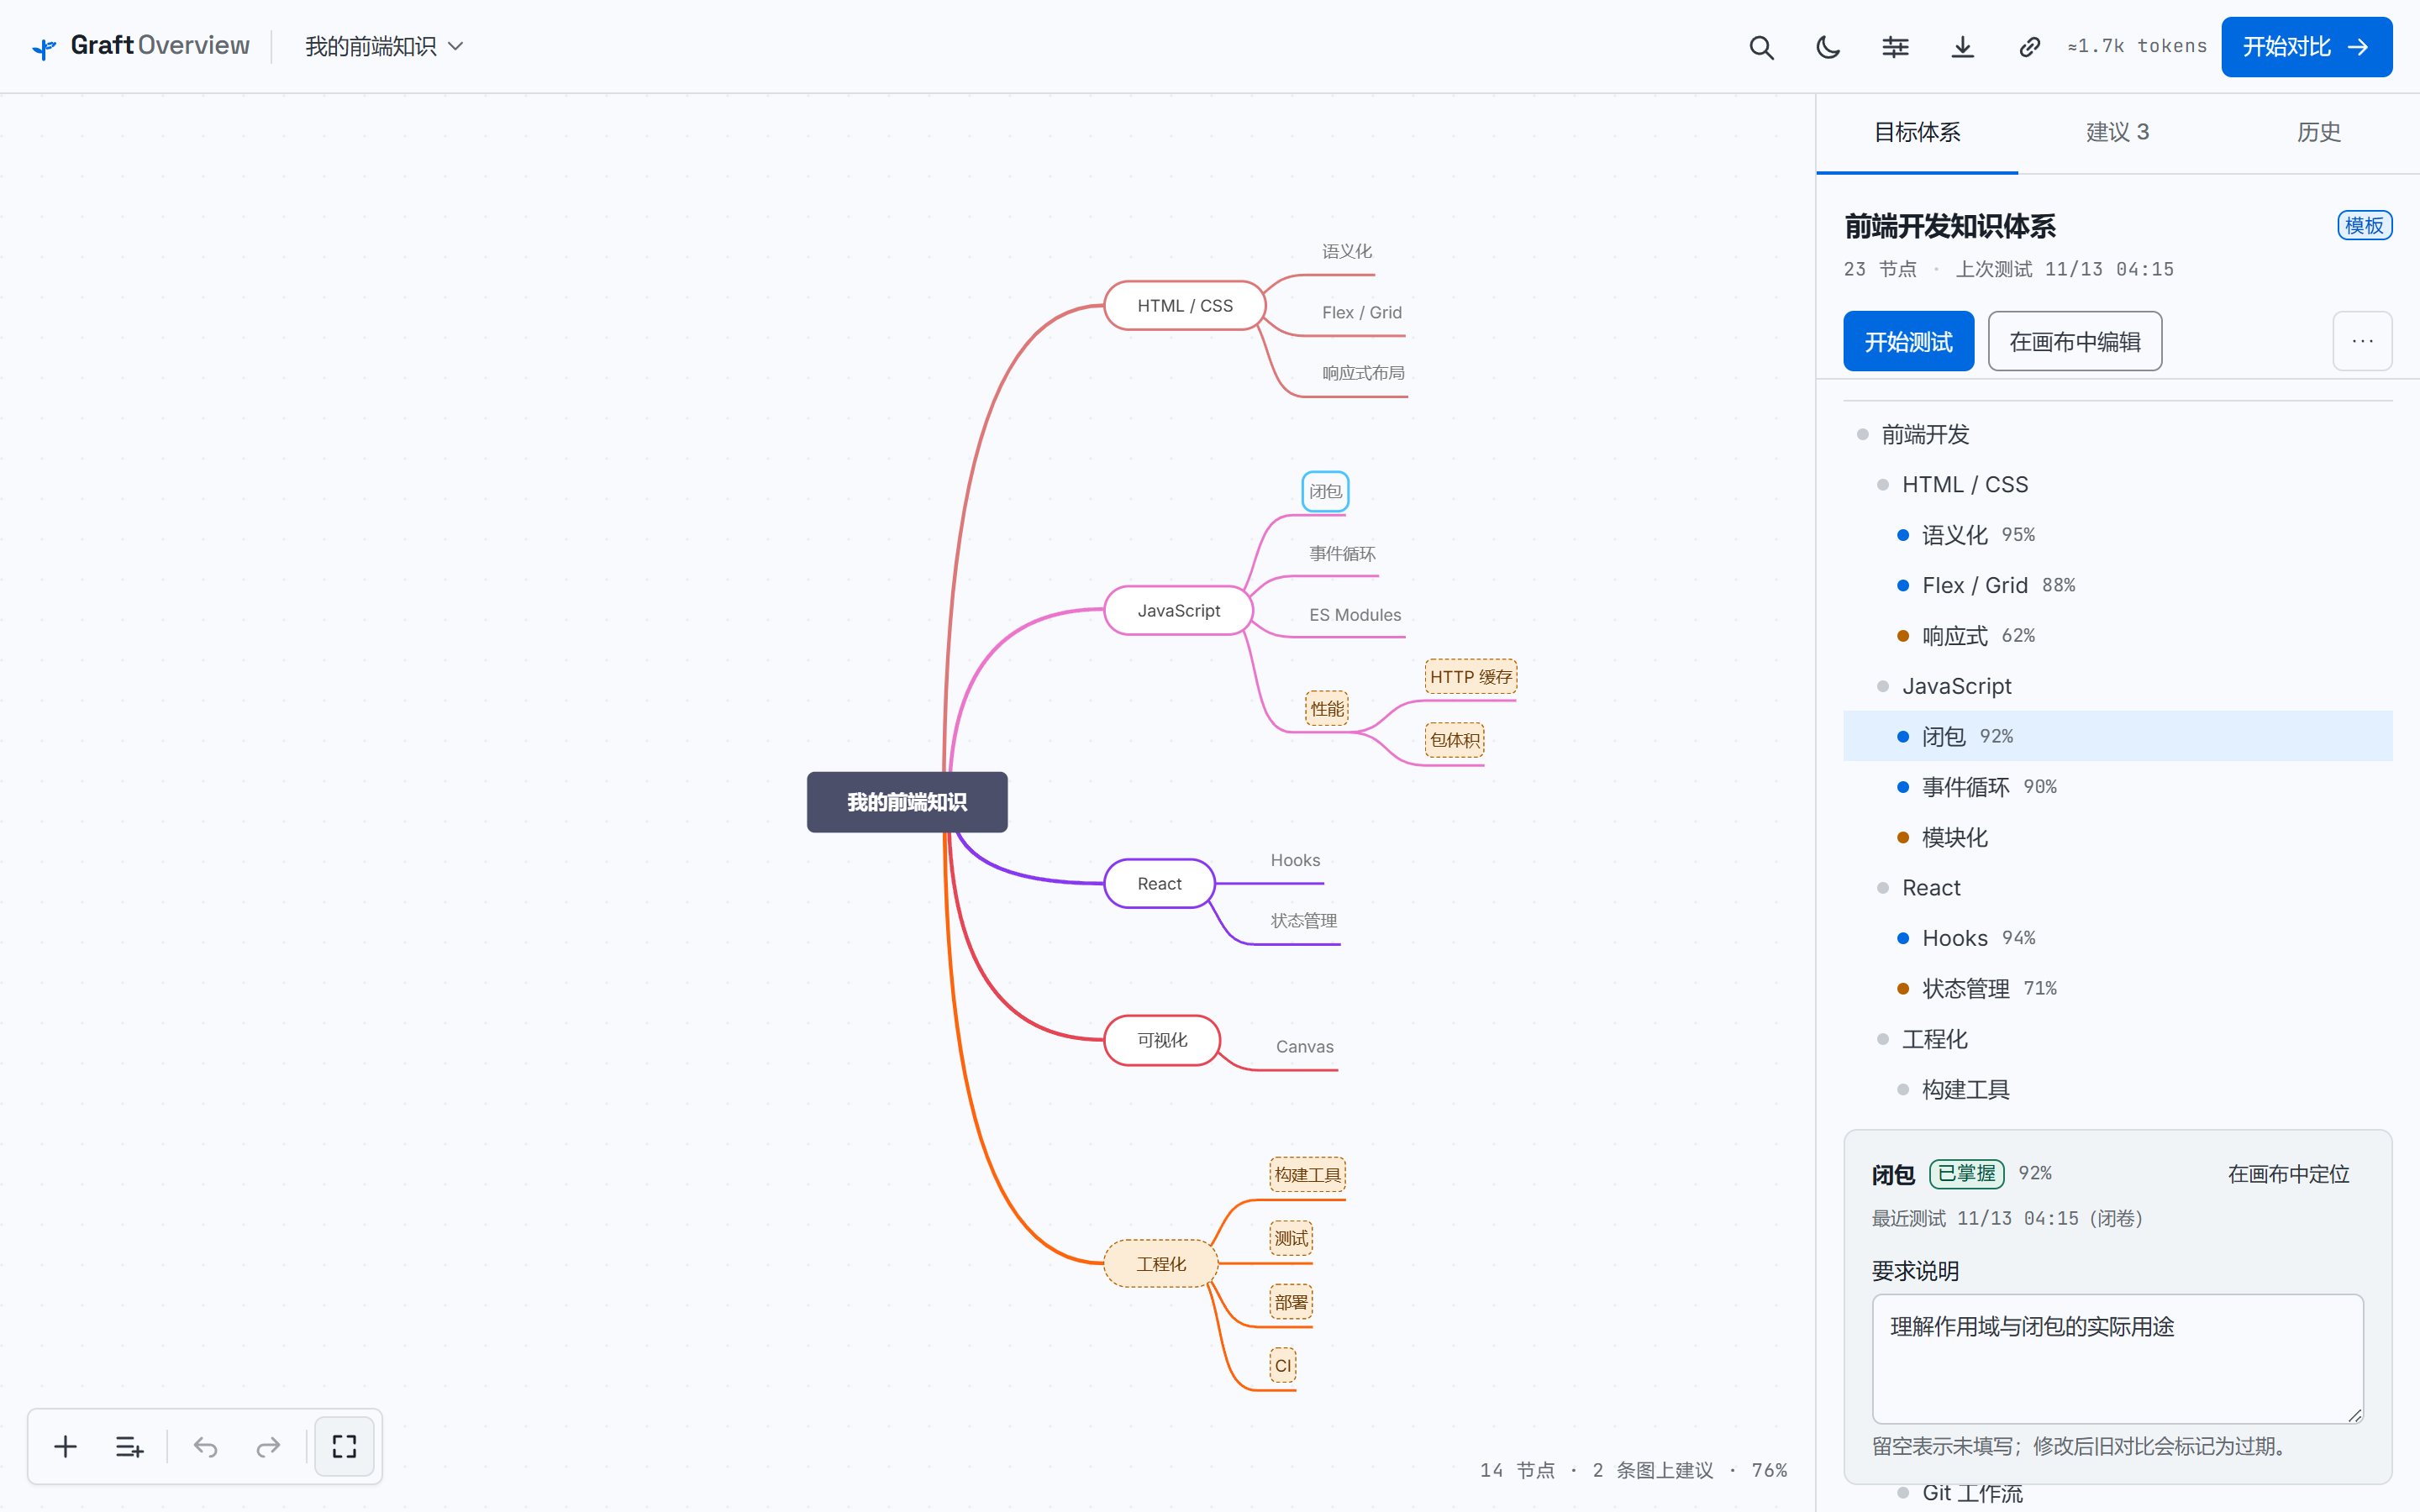 Graft Overview
我的前端知识
≈1.7k tokens
开始对比
语义化
HTML / CSS
Flex / Grid
响应式布局
闭包
事件循环
JavaScript
ES Modules
HTTP 缓存
性能
包体积
我的前端知识
Hooks
React
状态管理
可视化
Canvas
构建工具
测试
工程化
部署
CI
14 节点 · 2 条图上建议 · 76%
目标体系
建议 3
历史
前端开发知识体系
模板
23 节点 · 上次测试 11/13 04:15
开始测试
在画布中编辑
···
前端开发
HTML / CSS
语义化 95%
Flex / Grid 88%
响应式 62%
JavaScript
闭包 92%
事件循环 90%
模块化
React
Hooks 94%
状态管理 71%
工程化
构建工具
闭包 已掌握 92%
在画布中定位
最近测试 11/13 04:15 (闭卷)
要求说明
理解作用域与闭包的实际用途
留空表示未填写；修改后旧对比会标记为过期。
Git 工作流